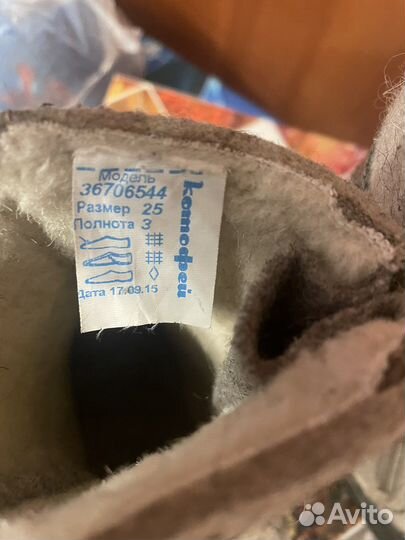 Модель
36706544
Размер 25
Полнота 3
Дата 17.09.15
котофей
Avito